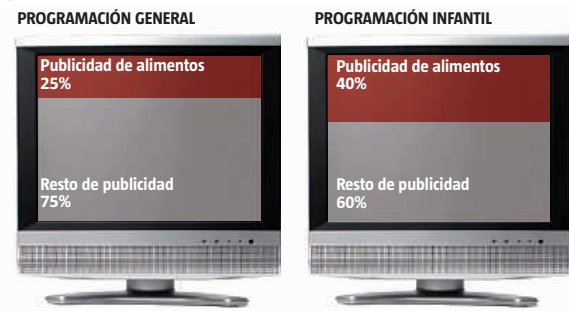 PROGRAMACIÓN GENERAL
Publicidad de alimentos
25%
Resto de publicidad
75%
PROGRAMACIÓN INFANTIL
Publicidad de alimentos
40%
Resto de publicidad
60%